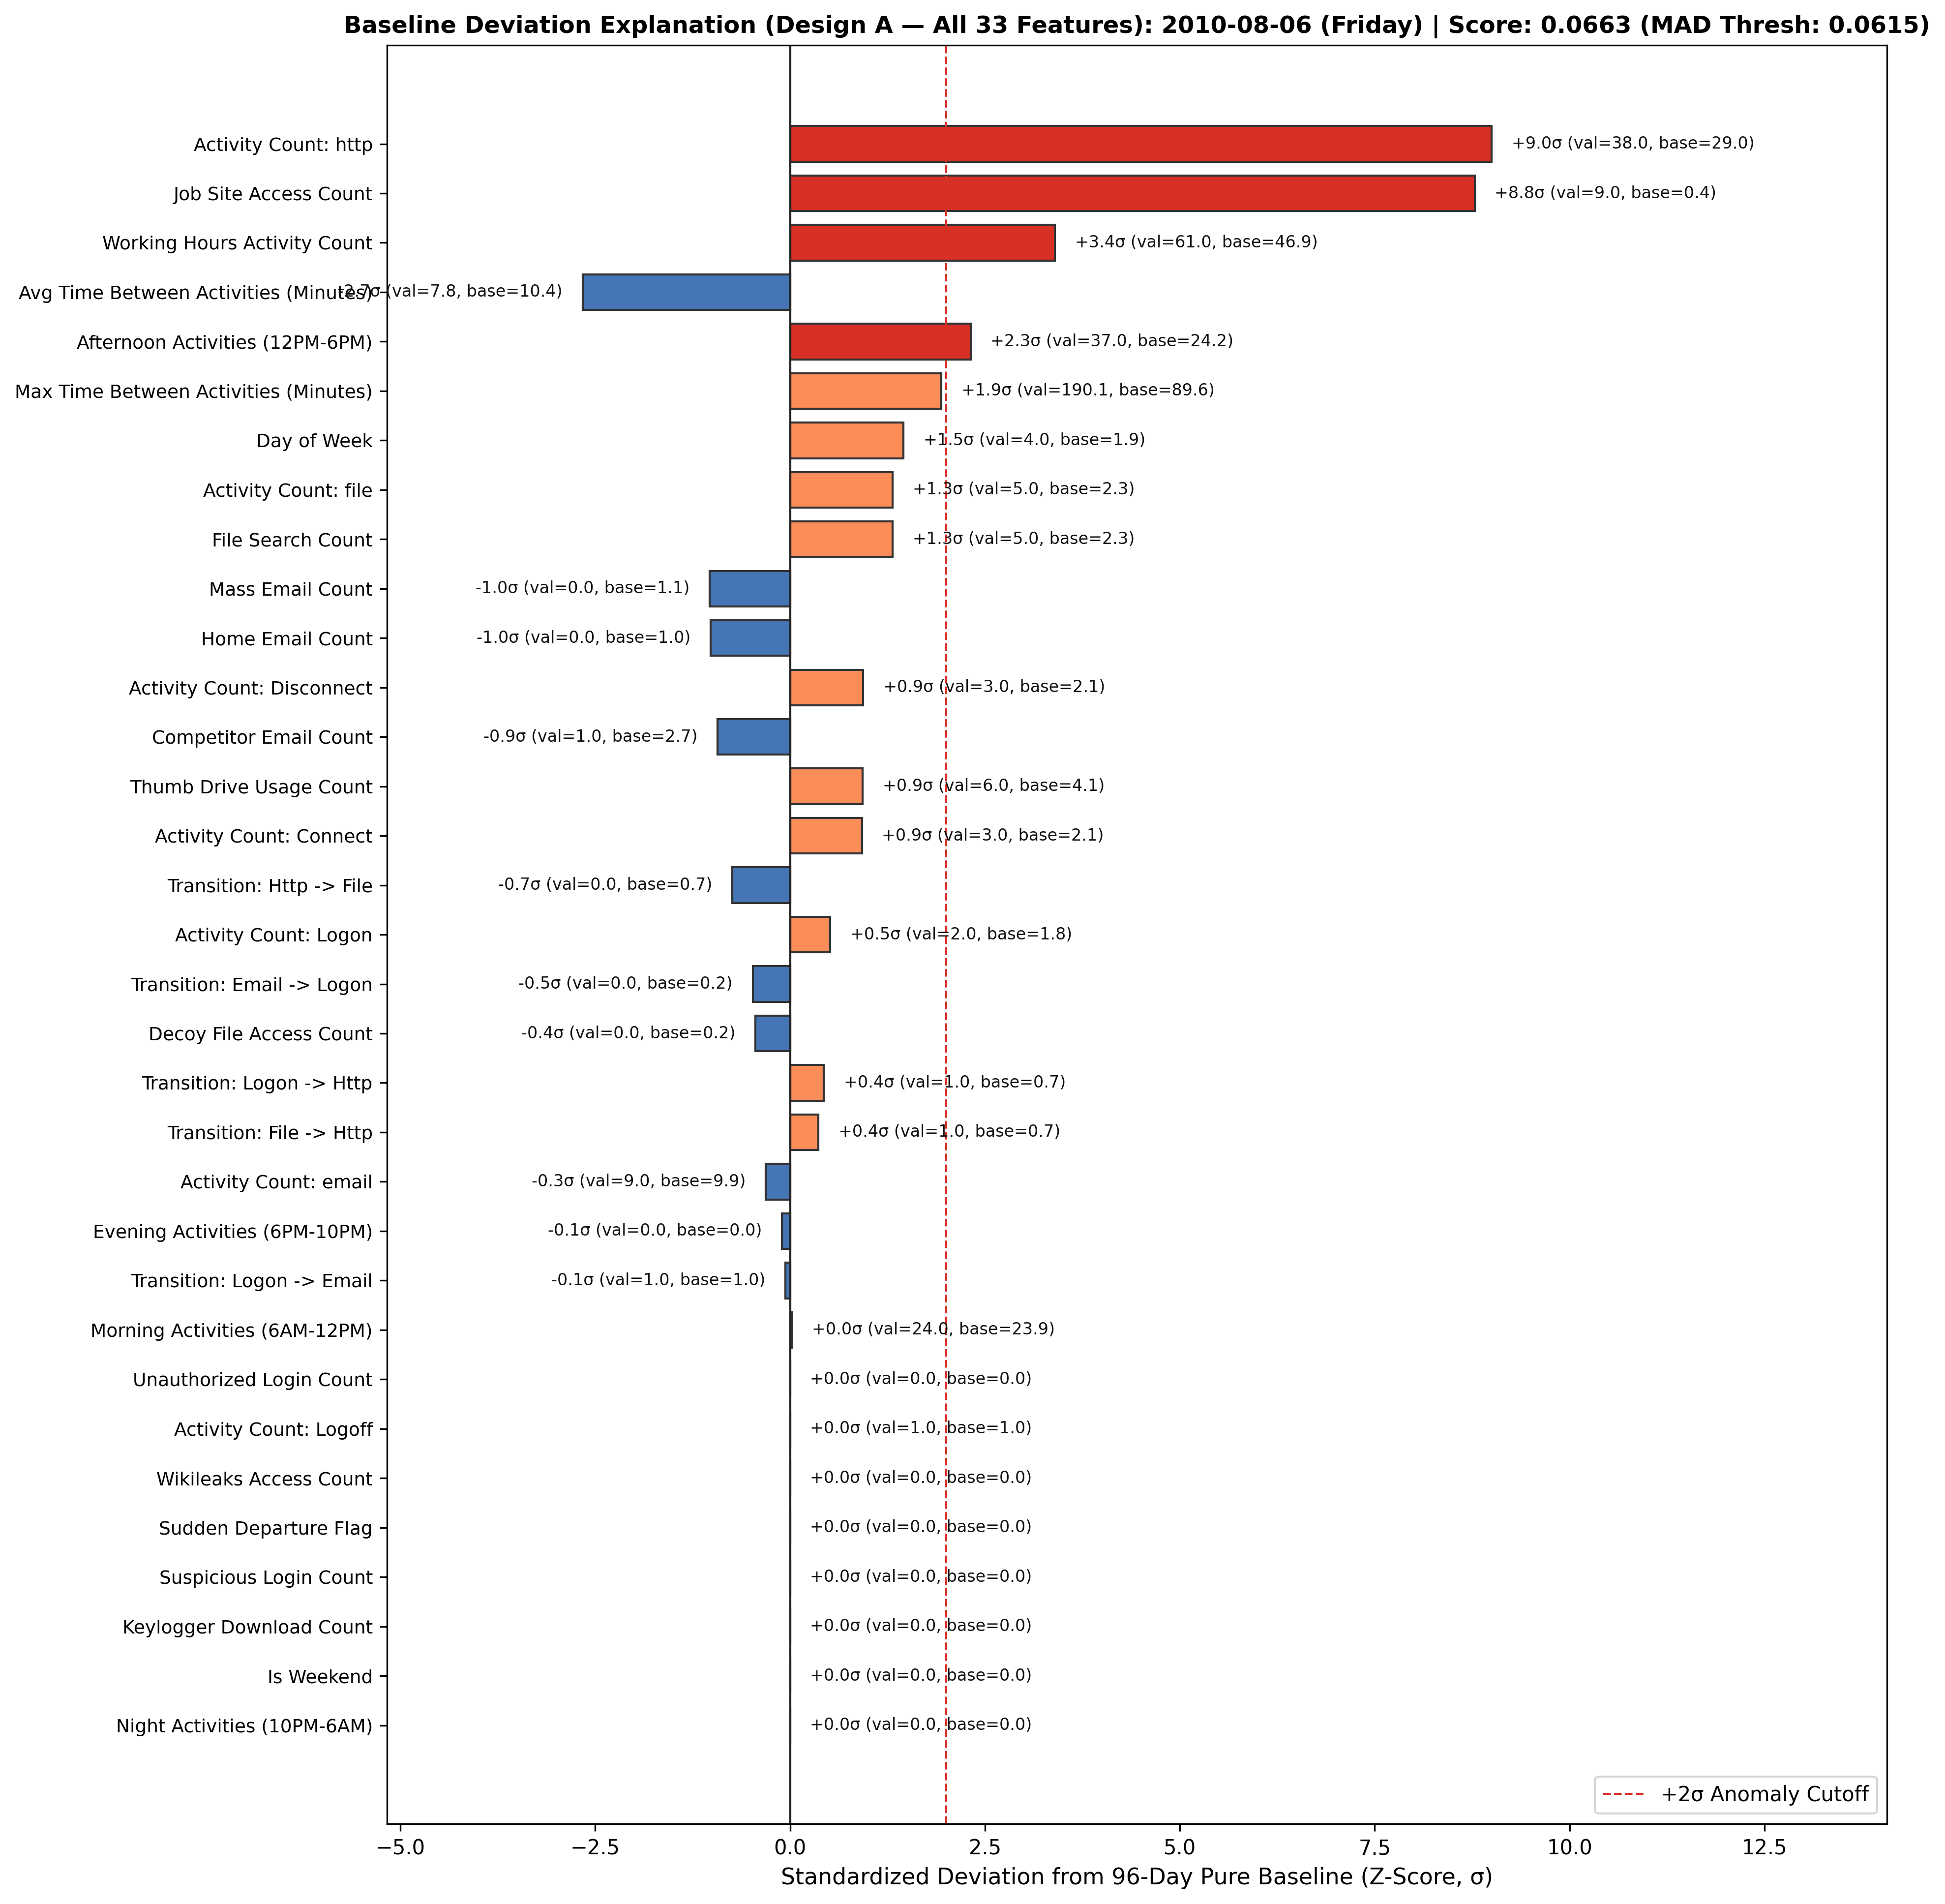 Baseline Deviation Explanation (Design A — All 33 Features): 2010-08-06 (Friday) | Score: 0.0663 (MAD Thresh: 0.0615)
Activity Count: http +9.0σ (val=38.0, base=29.0)
Job Site Access Count +8.8σ (val=9.0, base=0.4)
Working Hours Activity Count +3.4σ (val=61.0, base=46.9)
Avg Time Between Activities (Minutes) -2.7σ (val=7.8, base=10.4)
Afternoon Activities (12PM-6PM) +2.3σ (val=37.0, base=24.2)
Max Time Between Activities (Minutes) +1.9σ (val=190.1, base=89.6)
Day of Week +1.5σ (val=4.0, base=1.9)
Activity Count: file +1.3σ (val=5.0, base=2.3)
File Search Count +1.3σ (val=5.0, base=2.3)
Mass Email Count -1.0σ (val=0.0, base=1.1)
Home Email Count -1.0σ (val=0.0, base=1.0)
Activity Count: Disconnect +0.9σ (val=3.0, base=2.1)
Competitor Email Count -0.9σ (val=1.0, base=2.7)
Thumb Drive Usage Count +0.9σ (val=6.0, base=4.1)
Activity Count: Connect +0.9σ (val=3.0, base=2.1)
Transition: Http -> File -0.7σ (val=0.0, base=0.7)
Activity Count: Logon +0.5σ (val=2.0, base=1.8)
Transition: Email -> Logon -0.5σ (val=0.0, base=0.2)
Decoy File Access Count -0.4σ (val=0.0, base=0.2)
Transition: Logon -> Http +0.4σ (val=1.0, base=0.7)
Transition: File -> Http +0.4σ (val=1.0, base=0.7)
Activity Count: email -0.3σ (val=9.0, base=9.9)
Evening Activities (6PM-10PM) -0.1σ (val=0.0, base=0.0)
Transition: Logon -> Email -0.1σ (val=1.0, base=1.0)
Morning Activities (6AM-12PM) +0.0σ (val=24.0, base=23.9)
Unauthorized Login Count +0.0σ (val=0.0, base=0.0)
Activity Count: Logoff +0.0σ (val=1.0, base=1.0)
Wikileaks Access Count +0.0σ (val=0.0, base=0.0)
Sudden Departure Flag +0.0σ (val=0.0, base=0.0)
Suspicious Login Count +0.0σ (val=0.0, base=0.0)
Keylogger Download Count +0.0σ (val=0.0, base=0.0)
Is Weekend +0.0σ (val=0.0, base=0.0)
Night Activities (10PM-6AM) +0.0σ (val=0.0, base=0.0)
+2σ Anomaly Cutoff
−5.0 −2.5 0.0 2.5 5.0 7.5 10.0 12.5
Standardized Deviation from 96-Day Pure Baseline (Z-Score, σ)